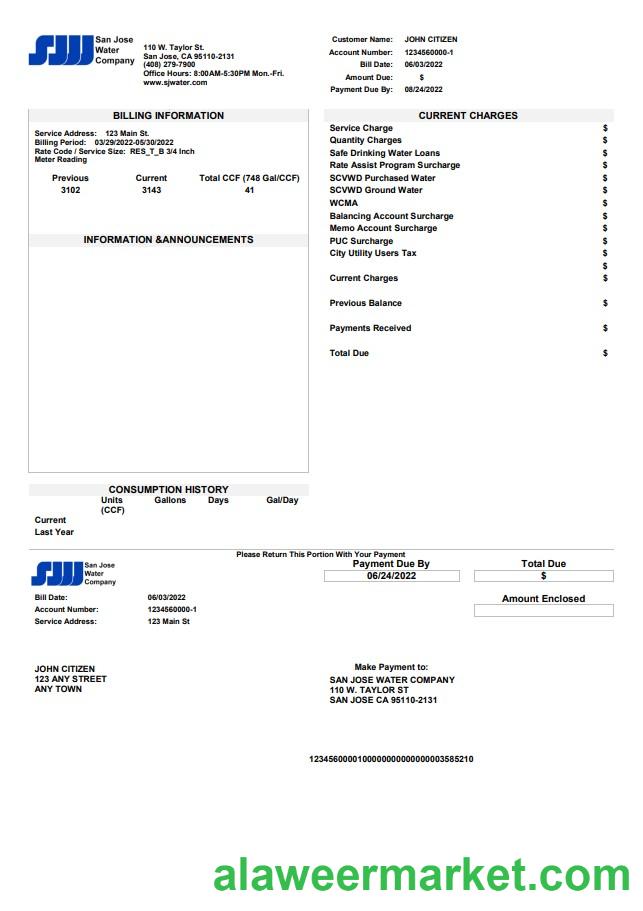 SJW San Jose
Water
Company
110 W. Taylor St.
San Jose, CA 95110-2131
(408) 279-7900
Office Hours: 8:00AM-5:30PM Mon.-Fri.
www.sjwater.com
Customer Name: JOHN CITIZEN
Account Number: 1234560000-1
Bill Date: 06/03/2022
Amount Due: $
Payment Due By: 08/24/2022
BILLING INFORMATION
Service Address: 123 Main St.
Billing Period: 03/29/2022-05/30/2022
Rate Code / Service Size: RES_T_B 3/4 Inch
Meter Reading
Previous Current Total CCF (748 Gal/CCF)
3102 3143 41
INFORMATION &ANNOUNCEMENTS
CURRENT CHARGES
Service Charge $
Quantity Charges $
Safe Drinking Water Loans $
Rate Assist Program Surcharge $
SCVWD Purchased Water $
SCVWD Ground Water $
WCMA $
Balancing Account Surcharge $
Memo Account Surcharge $
PUC Surcharge $
City Utility Users Tax $
$
Current Charges $
Previous Balance $
Payments Received $
Total Due $
CONSUMPTION HISTORY
Units Gallons Days Gal/Day
(CCF)
Current
Last Year
Please Return This Portion With Your Payment
SJW San Jose
Water
Company
Payment Due By Total Due
06/24/2022 $
Amount Enclosed
Bill Date: 06/03/2022
Account Number: 1234560000-1
Service Address: 123 Main St
JOHN CITIZEN
123 ANY STREET
ANY TOWN
Make Payment to:
SAN JOSE WATER COMPANY
110 W. TAYLOR ST
SAN JOSE CA 95110-2131
1234560000100000000000000003585210
alaweermarket.com